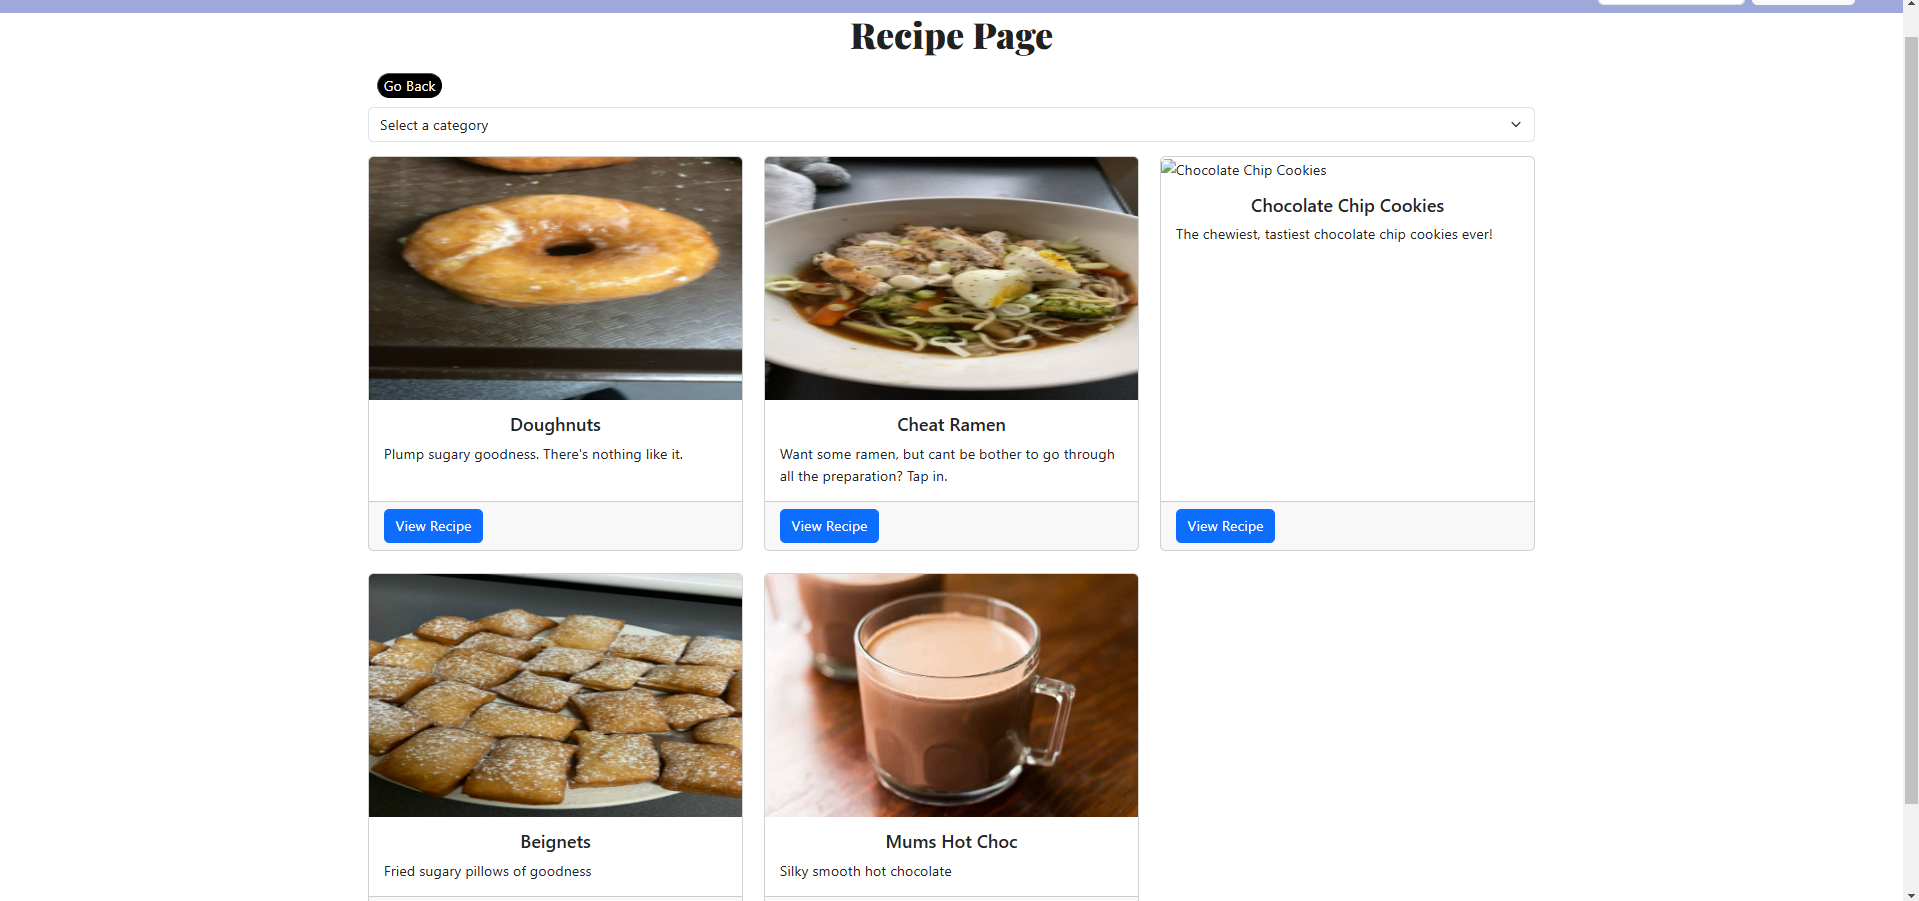 Recipe Page
Go Back
Select a category
Doughnuts
Plump sugary goodness. There's nothing like it.
View Recipe
Cheat Ramen
Want some ramen, but cant be bother to go through
all the preparation? Tap in.
View Recipe
Chocolate Chip Cookies
Chocolate Chip Cookies
The chewiest, tastiest chocolate chip cookies ever!
View Recipe
Beignets
Fried sugary pillows of goodness
Mums Hot Choc
Silky smooth hot chocolate